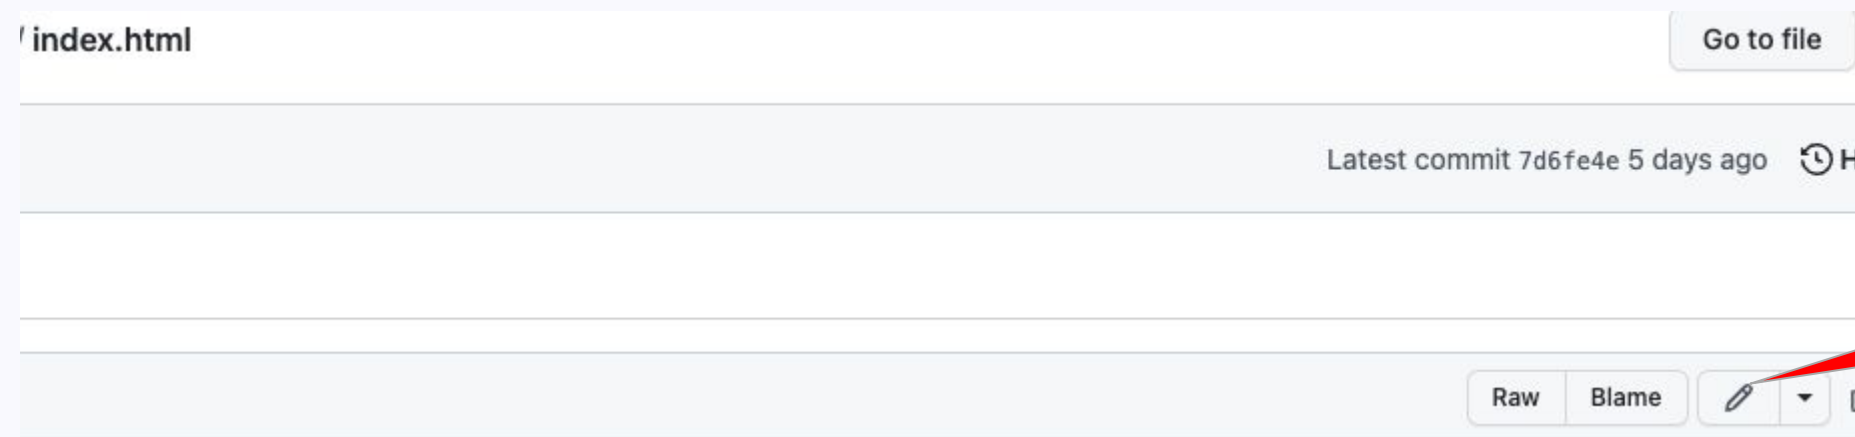 / index.html
Go to file
Latest commit 7d6fe4e 5 days ago
Raw Blame